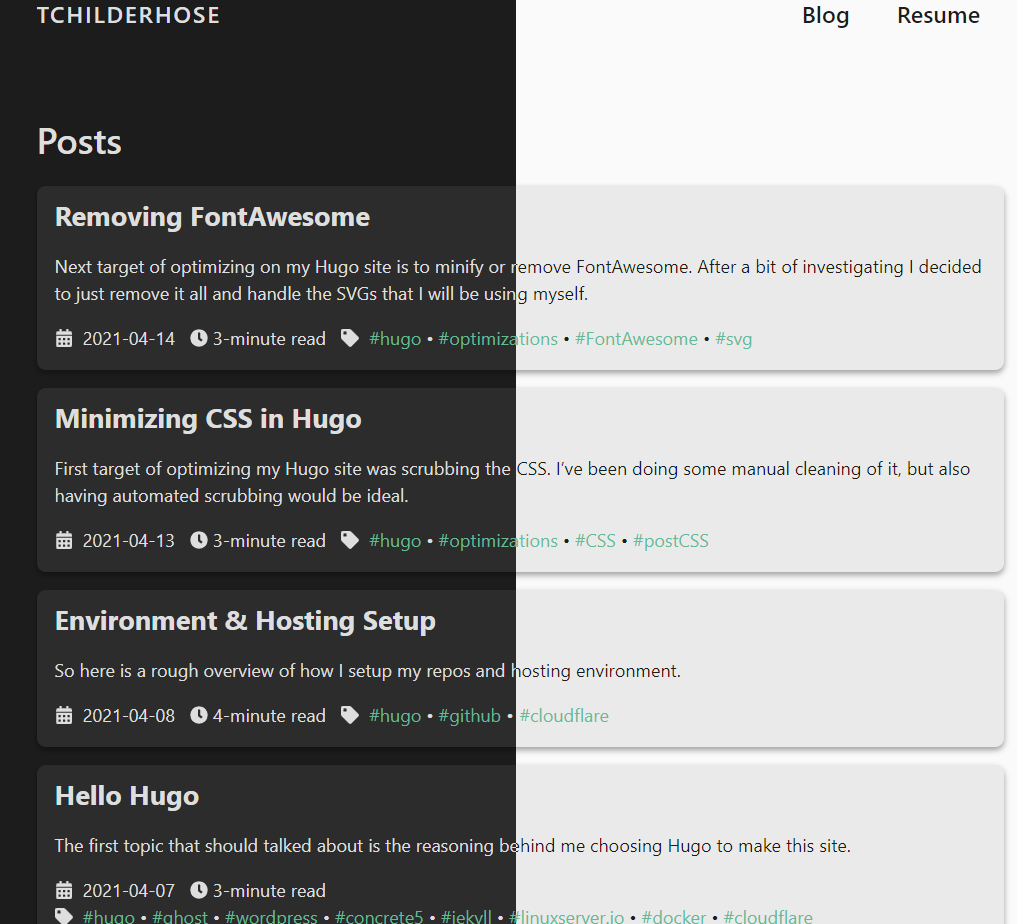 TCHILDERHOSE Blog Resume
Posts
Removing FontAwesome
Next target of optimizing on my Hugo site is to minify or remove FontAwesome. After a bit of investigating I decided
to just remove it all and handle the SVGs that I will be using myself.
2021-04-14 3-minute read #hugo • #optimizations • #FontAwesome • #svg
Minimizing CSS in Hugo
First target of optimizing my Hugo site was scrubbing the CSS. I've been doing some manual cleaning of it, but also
having automated scrubbing would be ideal.
2021-04-13 3-minute read #hugo • #optimizations • #CSS • #postCSS
Environment & Hosting Setup
So here is a rough overview of how I setup my repos and hosting environment.
2021-04-08 4-minute read #hugo • #github • #cloudflare
Hello Hugo
The first topic that should talked about is the reasoning behind me choosing Hugo to make this site.
2021-04-07 3-minute read
#hugo • #ghost • #wordpress • #concrete5 • #jekyll • #linuxserver.io • #docker • #cloudflare